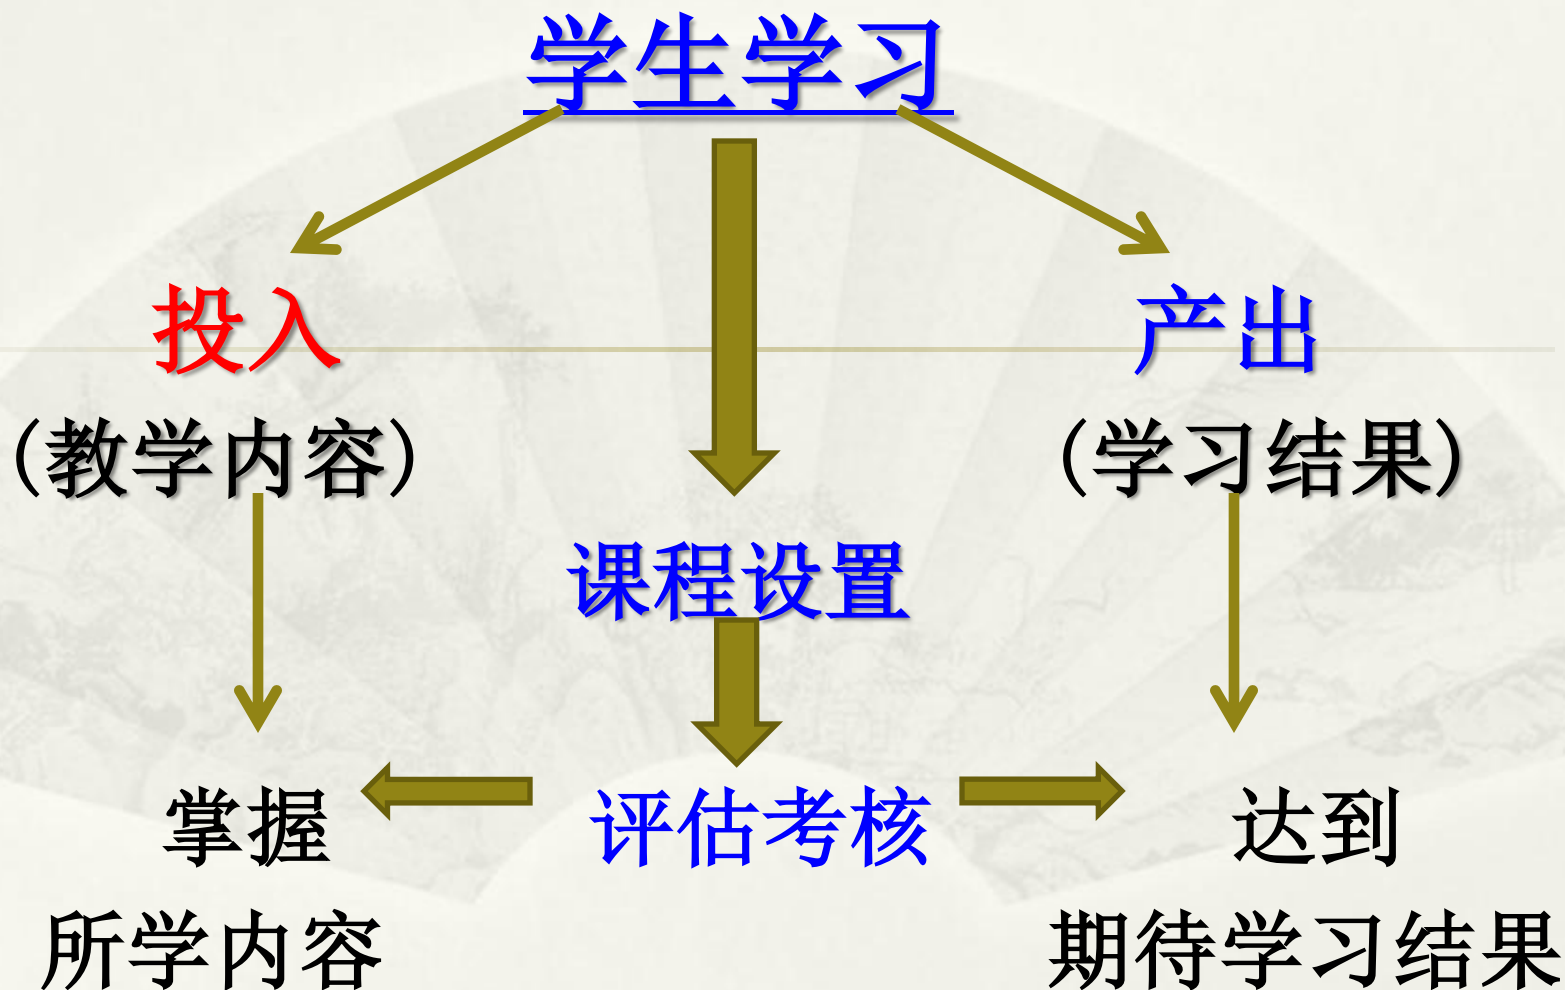 学生学习
投入
产出
(教学内容)
(学习结果)
课程设置
掌握
评估考核
达到
所学内容
期待学习结果